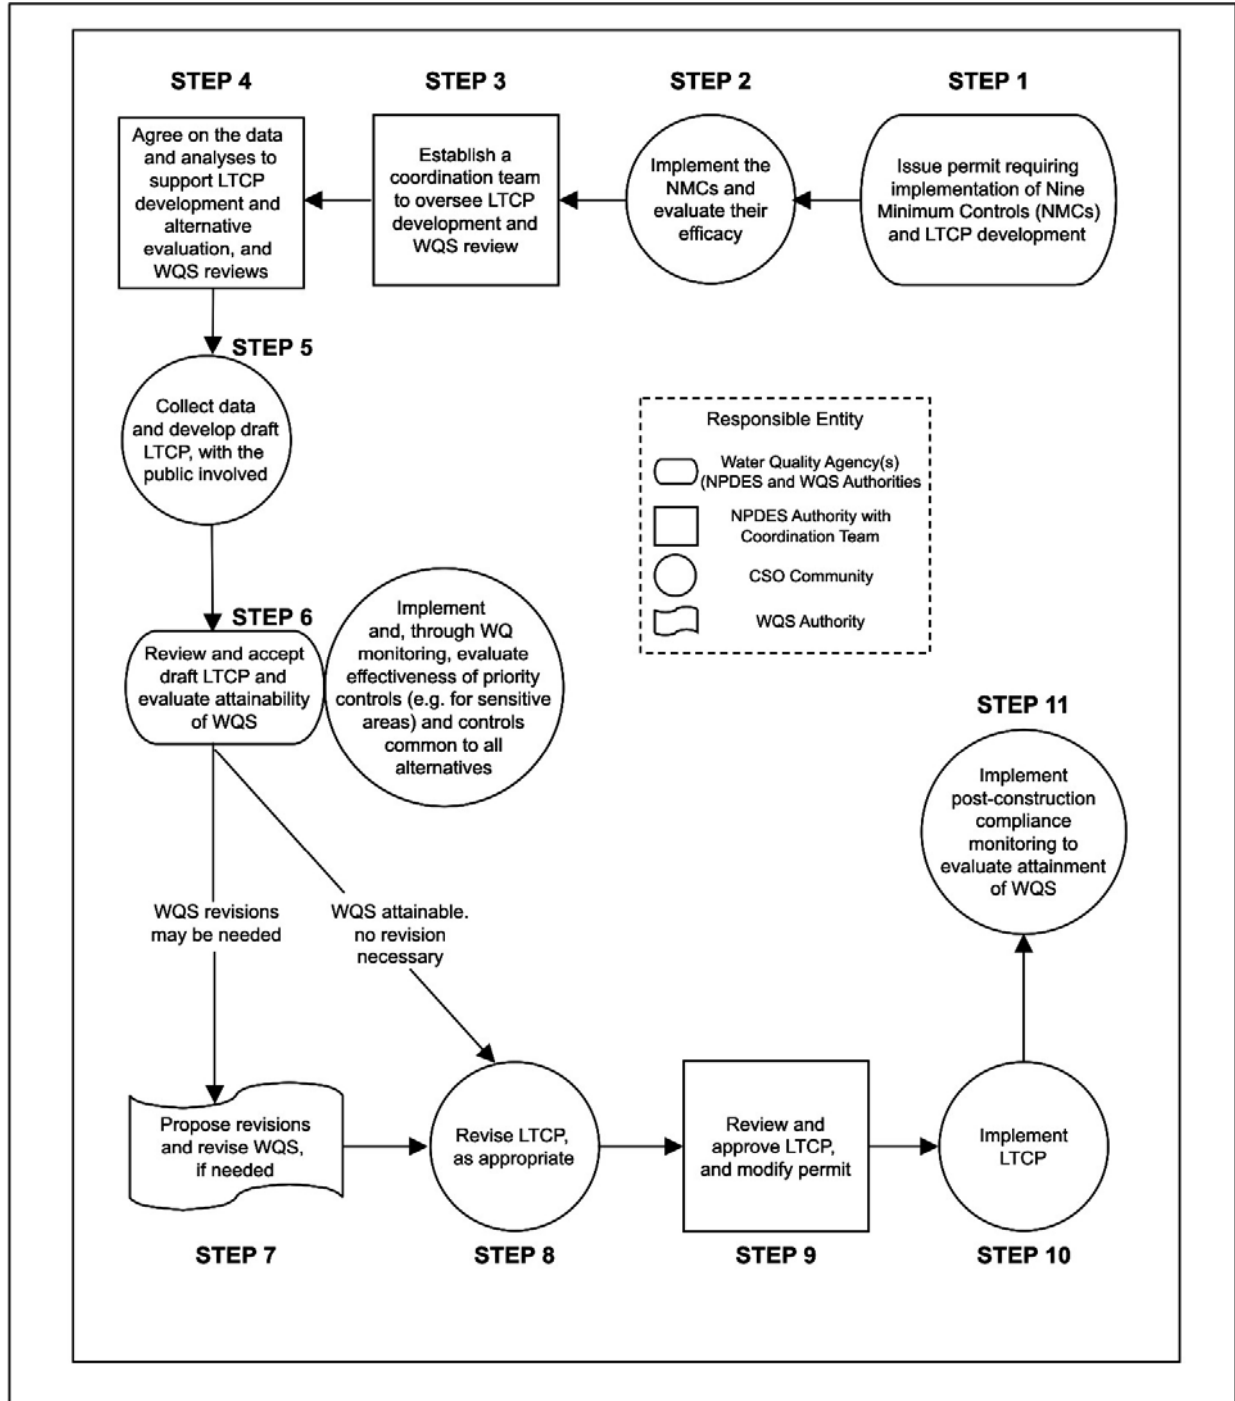 STEP 1
Issue permit requiring
implementation of Nine
Minimum Controls (NMCs)
and LTCP development
STEP 2
Implement the
NMCs and
evaluate their
efficacy
STEP 3
Establish a
coordination team
to oversee LTCP
development and
WQS review
STEP 4
Agree on the data
and analyses to
support LTCP
development and
alternative
evaluation, and
WQS reviews
STEP 5
Collect data
and develop draft
LTCP, with the
public involved
Responsible Entity
Water Quality Agency(s)
(NPDES and WQS Authorities
NPDES Authority with
Coordination Team
CSO Community
WQS Authority
STEP 6
Review and accept
draft LTCP and
evaluate attainability
of WQS
Implement
and, through WQ
monitoring, evaluate
effectiveness of priority
controls (e.g. for sensitive
areas) and controls
common to all
alternatives
WQS revisions
may be needed
WQS attainable.
no revision
necessary
Propose revisions
and revise WQS,
if needed
STEP 7
Revise LTCP,
as appropriate
STEP 8
Review and
approve LTCP,
and modify permit
STEP 9
Implement
LTCP
STEP 10
STEP 11
Implement
post-construction
compliance
monitoring to
evaluate attainment
of WQS